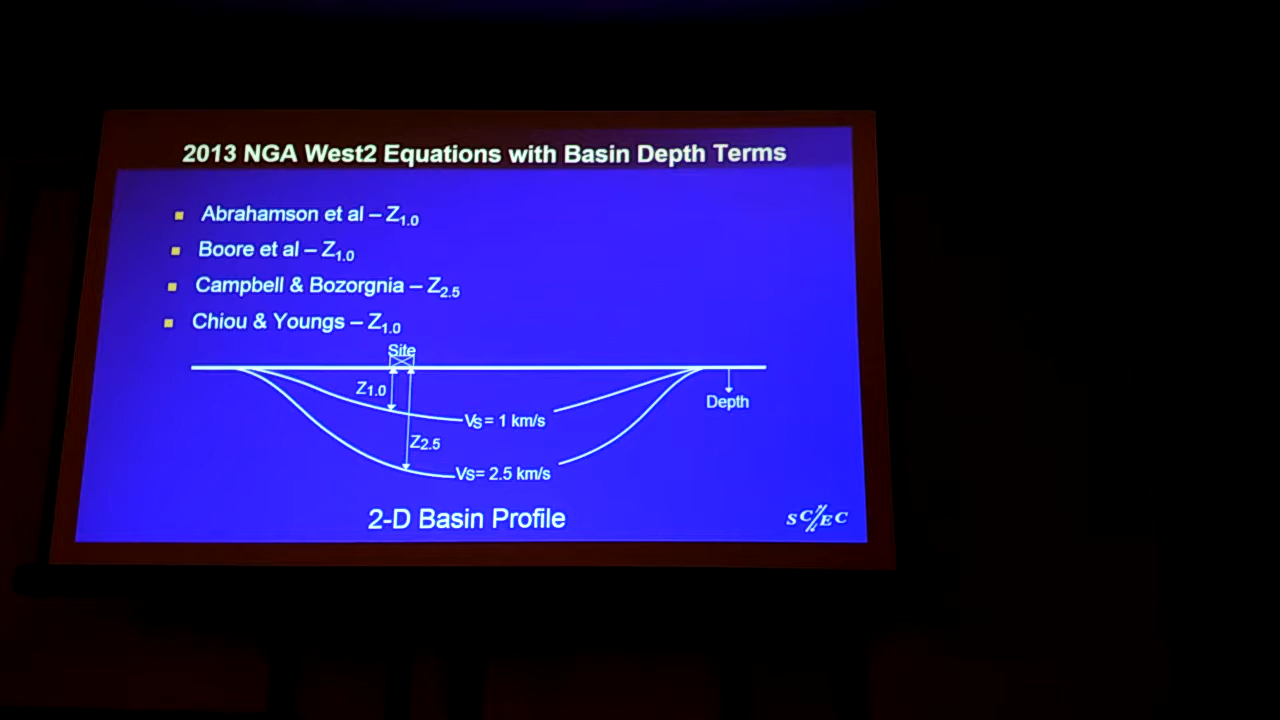 2013 NGA West2 Equations with Basin Depth Terms
Abrahamson et al – Z1.0
Boore et al – Z1.0
Campbell & Bozorgnia – Z2.5
Chiou & Youngs – Z1.0
Site
Z1.0
Depth
Vs= 1 km/s
Z2.5
Vs= 2.5 km/s
2-D Basin Profile
SC/EC